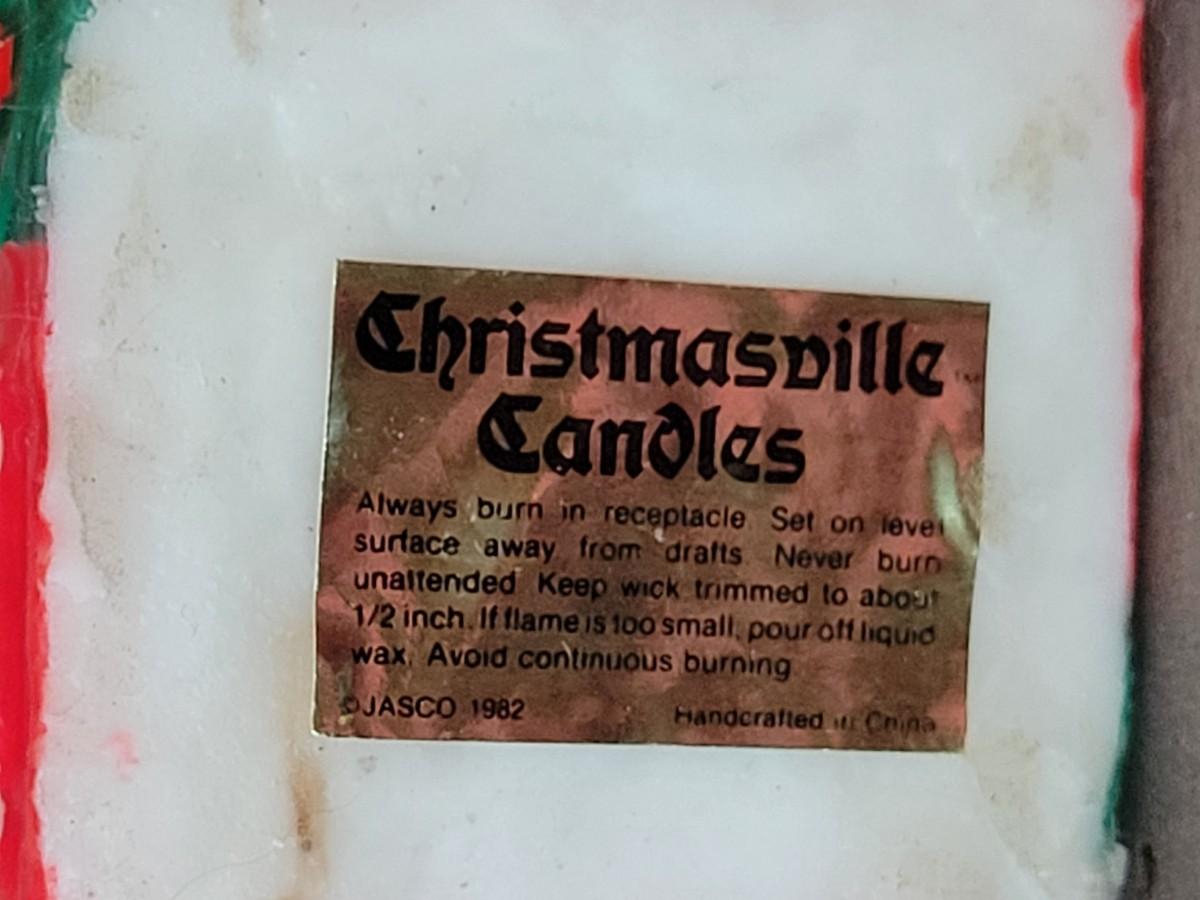 Christmasville ™
Candles
Always burn in receptacle. Set on level
surface away from drafts. Never burn
unattended. Keep wick trimmed to about
1/2 inch. If flame is too small, pour off liquid
wax. Avoid continuous burning
©JASCO 1982 Handcrafted in China